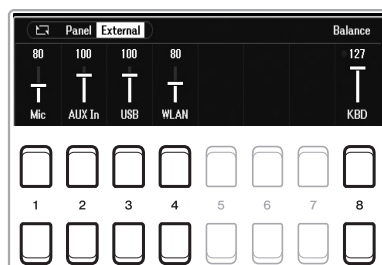 Panel External Balance
80 100 100 80 127
Mic AUX In USB WLAN KBD
1 2 3 4 5 6 7 8